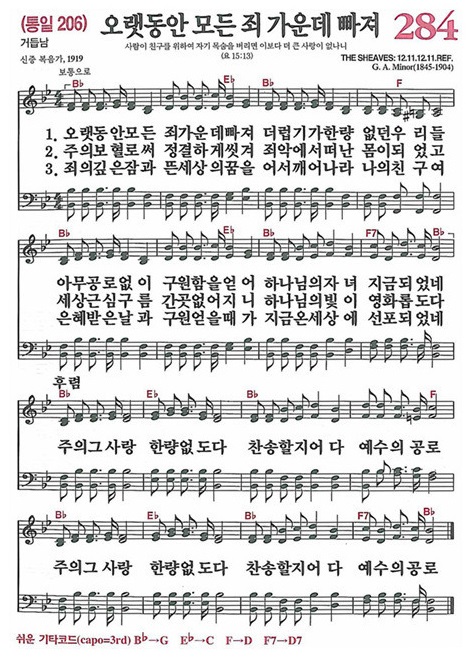 (통일 206) 오랫동안 모든 죄 가운데 빠져 284
거듭남
사람이 친구를 위하여 자기 목숨을 버리면 이보다 더 큰 사랑이 없나니
(요 15:13)
신증 복음가, 1919
THE SHEAVES: 12.11.12.11.REF.
G. A. Minor(1845-1904)
보통으로
B♭ E♭ B♭ F
1. 오랫동안모든 죄가운데빠져 더럽기가한량 없던우 리들
2. 주의보혈로써 정결하게씻겨 죄악에서떠난 몸이되 었고
3. 죄의깊은잠과 뜬세상의꿈을 어서깨어나라 나의친 구여
B♭ E♭ F7 B♭
아무공로없이 구원함을얻어 하나님의자 녀 지금되었네
세상근심구름 간곳없어지니 하나님의빛이 영화롭도다
은혜받은날과 구원얻을때가 지금온세상에 선포되었네
후렴
B♭ E♭ B♭ F
주의그사랑 한량없도다 찬송할지어다 예수의공로
B♭ E♭ B♭ F7 B♭
주의그사랑 한량없도다 찬송할지어다 예수의공로
쉬운 기타코드(capo=3rd) B♭→G E♭→C F→D F7→D7